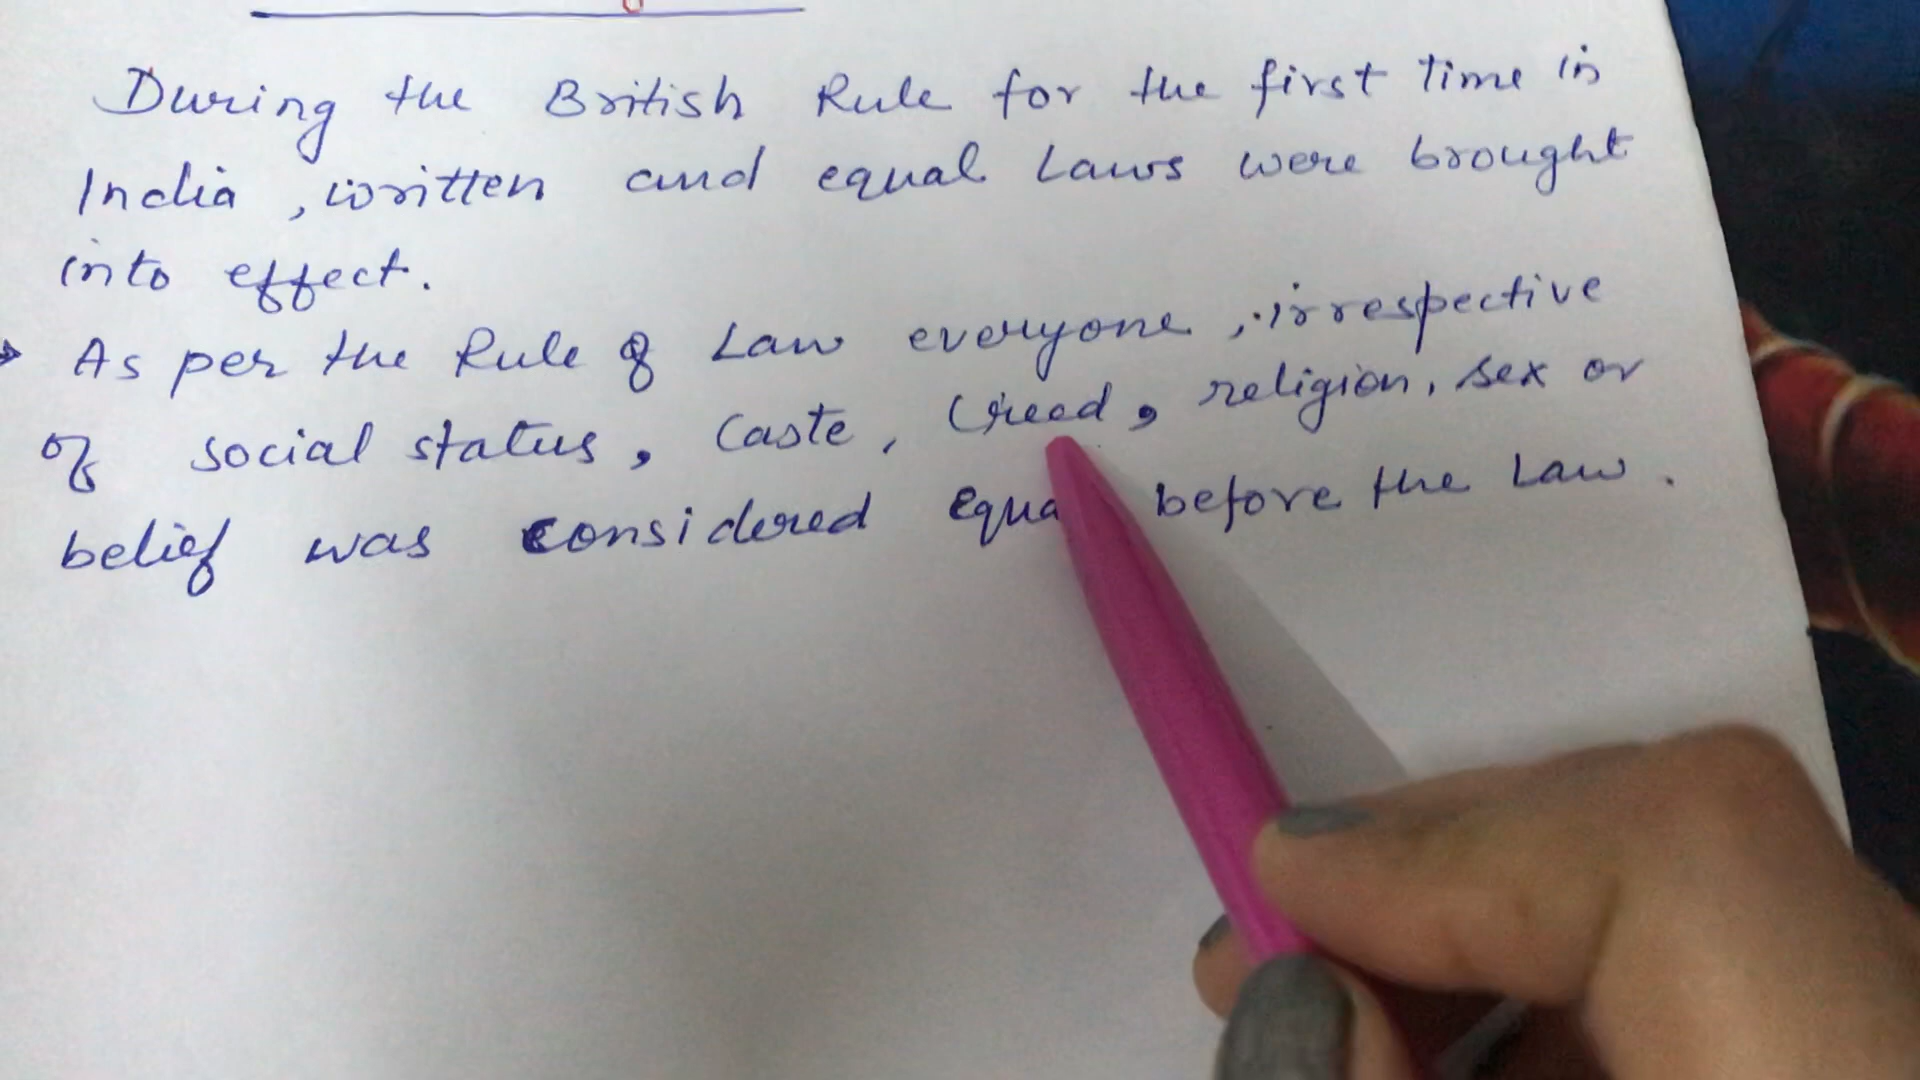 During the British Rule for the first time in
India, written and equal Laws were brought
into effect.
→ As per the Rule of Law everyone, irrespective
of social status, Caste, Creed, religion, sex or
belief was considered equa before the Law.